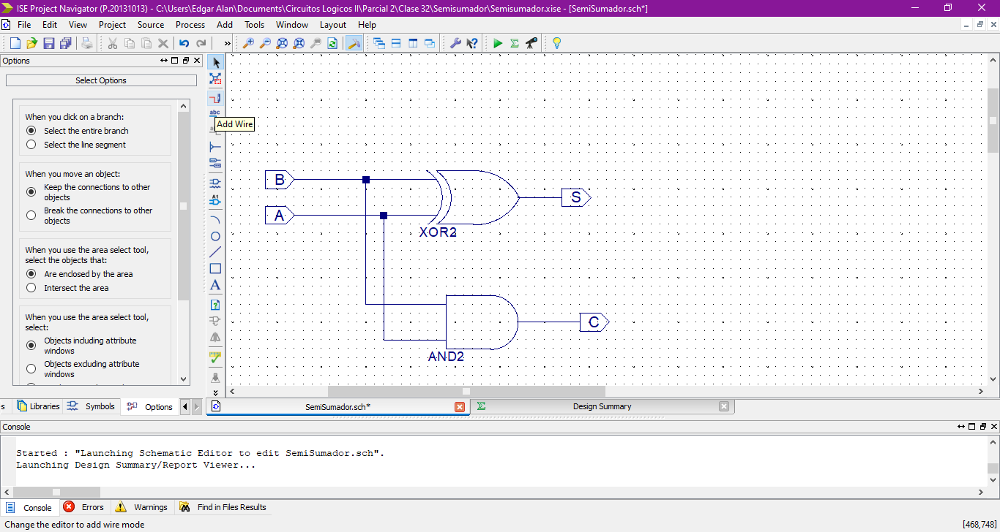 ISE Project Navigator (P.20131013) - C:\Users\Edgar Alan\Documents\Circuitos Logicos II\Parcial 2\Clase 32\Semisumador\Semisumador.xise - [SemiSumador.sch*]
File Edit View Project Source Process Add Tools Window Layout Help
»
Options
Select Options
When you click on a branch:
Select the entire branch
Select the line segment
When you move an object:
Keep the connections to other
objects
Break the connections to other
objects
When you use the area select tool,
select the objects that:
Are enclosed by the area
Intersect the area
When you use the area select tool,
select:
Objects including attribute
windows
Objects excluding attribute
windows
abc
Add Wire
A1
A
B
A
XOR2
S
AND2
C
s Libraries Symbols Options
SemiSumador.sch*
Design Summary
Console
Started : "Launching Schematic Editor to edit SemiSumador.sch".
Launching Design Summary/Report Viewer...
Console Errors Warnings Find in Files Results
Change the editor to add wire mode
[468,748]